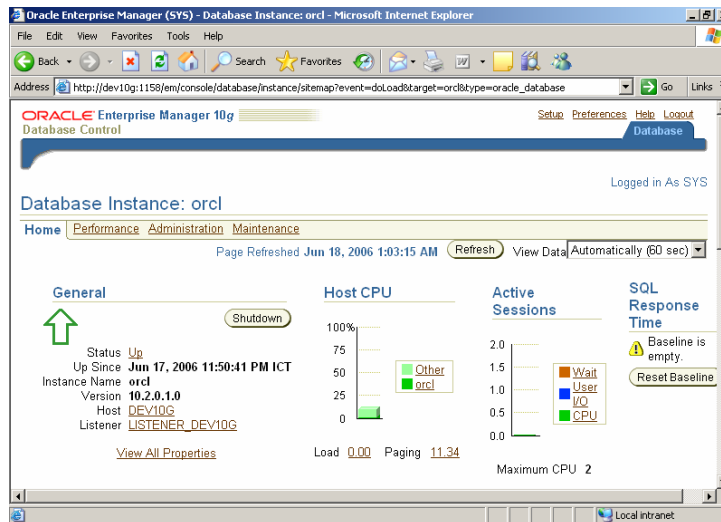 Oracle Enterprise Manager (SYS) - Database Instance: orcl - Microsoft Internet Explorer
File Edit View Favorites Tools Help
Back Search Favorites
Address http://dev10g:1158/em/console/database/instance/sitemap?event=doLoad&target=orcl&type=oracle_database Go Links
ORACLE Enterprise Manager 10g
Database Control
Setup Preferences Help Logout
Database
Logged in As SYS
Database Instance: orcl
Home Performance Administration Maintenance
Page Refreshed Jun 18, 2006 1:03:15 AM Refresh View Data Automatically (60 sec)
General
Shutdown
Status Up
Up Since Jun 17, 2006 11:50:41 PM ICT
Instance Name orcl
Version 10.2.0.1.0
Host DEV10G
Listener LISTENER_DEV10G
View All Properties
Host CPU
100%
75
50
25
0
Other
orcl
Load 0.00 Paging 11.34
Active
Sessions
2.0
1.5
1.0
0.5
0.0
Wait
User
I/O
CPU
Maximum CPU 2
SQL
Response
Time
Baseline is
empty.
Reset Baseline
Local intranet